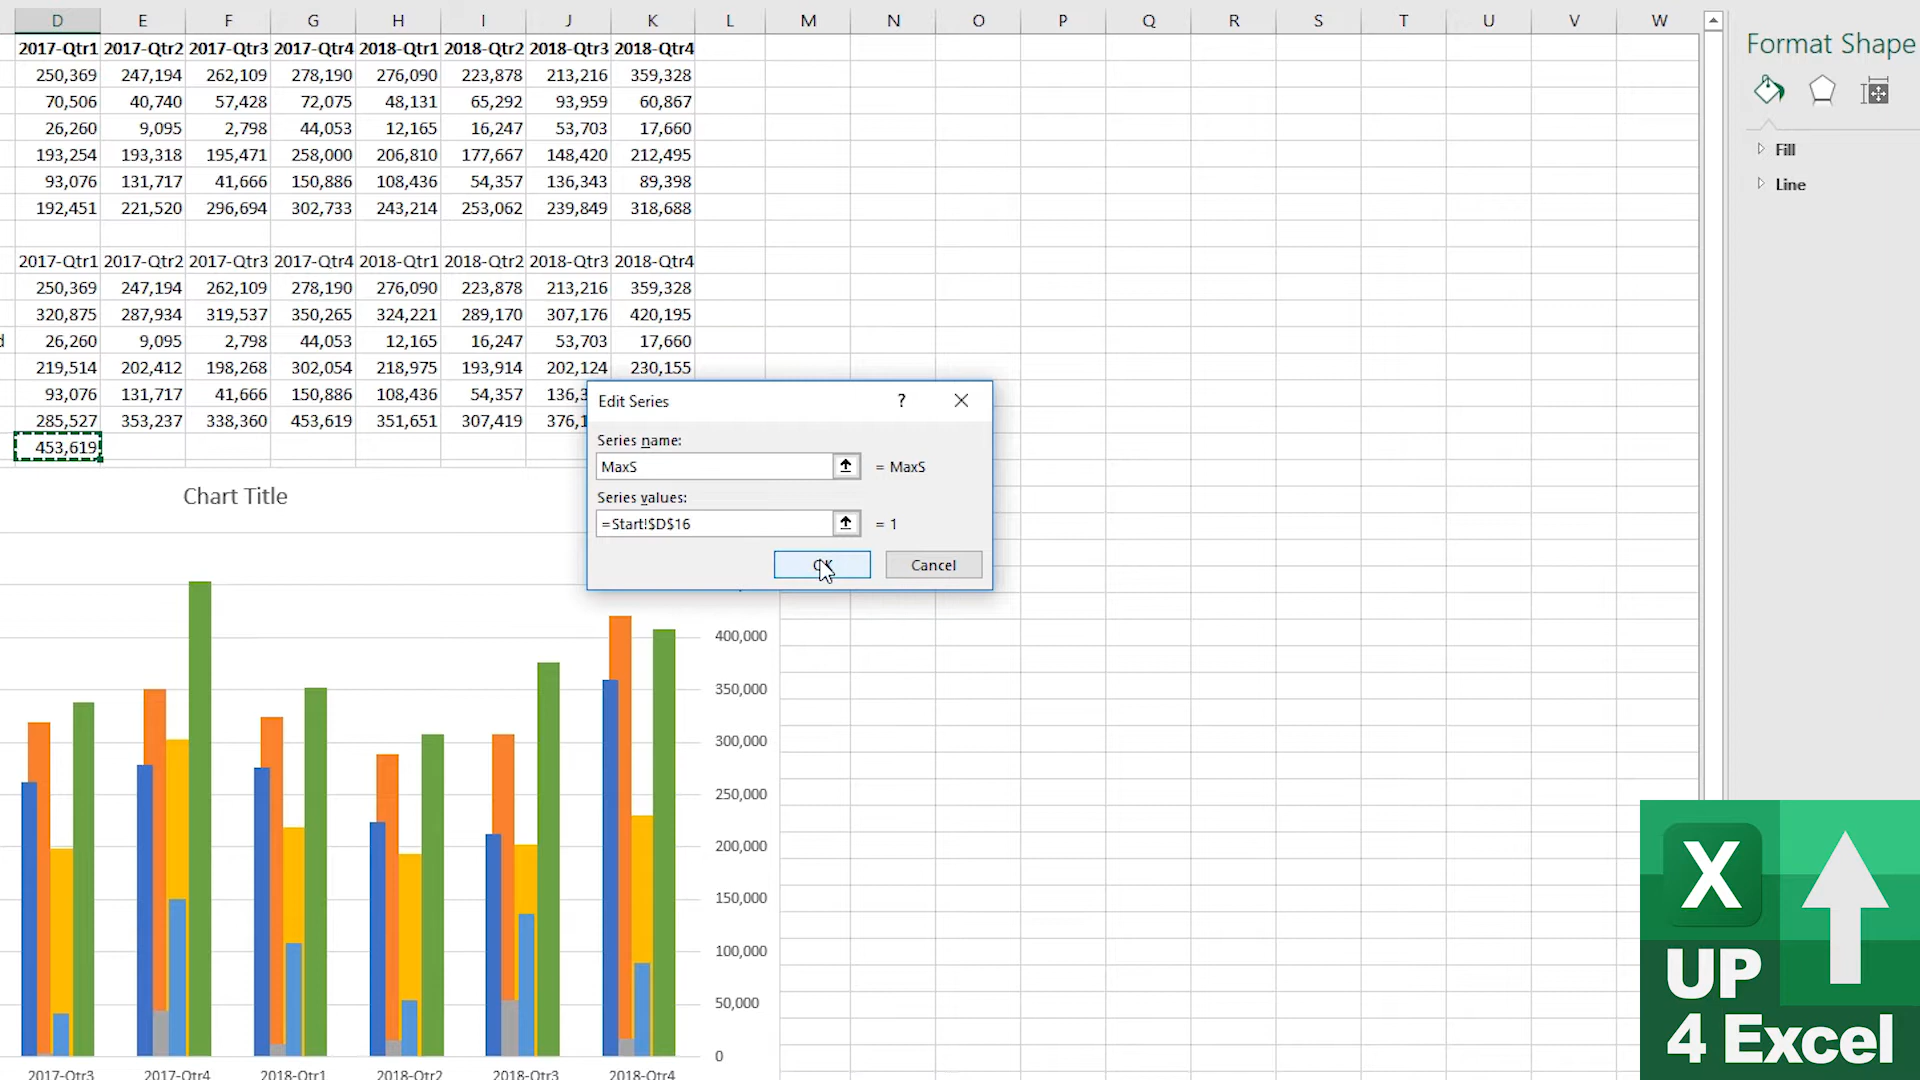 D E F G H I J K L M N O P Q R S T U V W
2017-Qtr1 2017-Qtr2 2017-Qtr3 2017-Qtr4 2018-Qtr1 2018-Qtr2 2018-Qtr3 2018-Qtr4
250,369 247,194 262,109 278,190 276,090 223,878 213,216 359,328
70,506 40,740 57,428 72,075 48,131 65,292 93,959 60,867
26,260 9,095 2,798 44,053 12,165 16,247 53,703 17,660
193,254 193,318 195,471 258,000 206,810 177,667 148,420 212,495
93,076 131,717 41,666 150,886 108,436 54,357 136,343 89,398
192,451 221,520 296,694 302,733 243,214 253,062 239,849 318,688
2017-Qtr1 2017-Qtr2 2017-Qtr3 2017-Qtr4 2018-Qtr1 2018-Qtr2 2018-Qtr3 2018-Qtr4
250,369 247,194 262,109 278,190 276,090 223,878 213,216 359,328
320,875 287,934 319,537 350,265 324,221 289,170 307,176 420,195
d 26,260 9,095 2,798 44,053 12,165 16,247 53,703 17,660
219,514 202,412 198,268 302,054 218,975 193,914 202,124 230,155
93,076 131,717 41,666 150,886 108,436 54,357
285,527 353,237 338,360 453,619 351,651 307,419
453,619
Edit Series ?
Series name:
MaxS = MaxS
Series values:
=Start!$D$16 = 1
OK Cancel
Chart Title
400,000
350,000
300,000
250,000
200,000
150,000
100,000
50,000
0
2017-Qtr3 2017-Qtr4 2018-Qtr1 2018-Qtr2 2018-Qtr3 2018-Qtr4
Format Shape
Fill
Line
X
UP
4 Excel